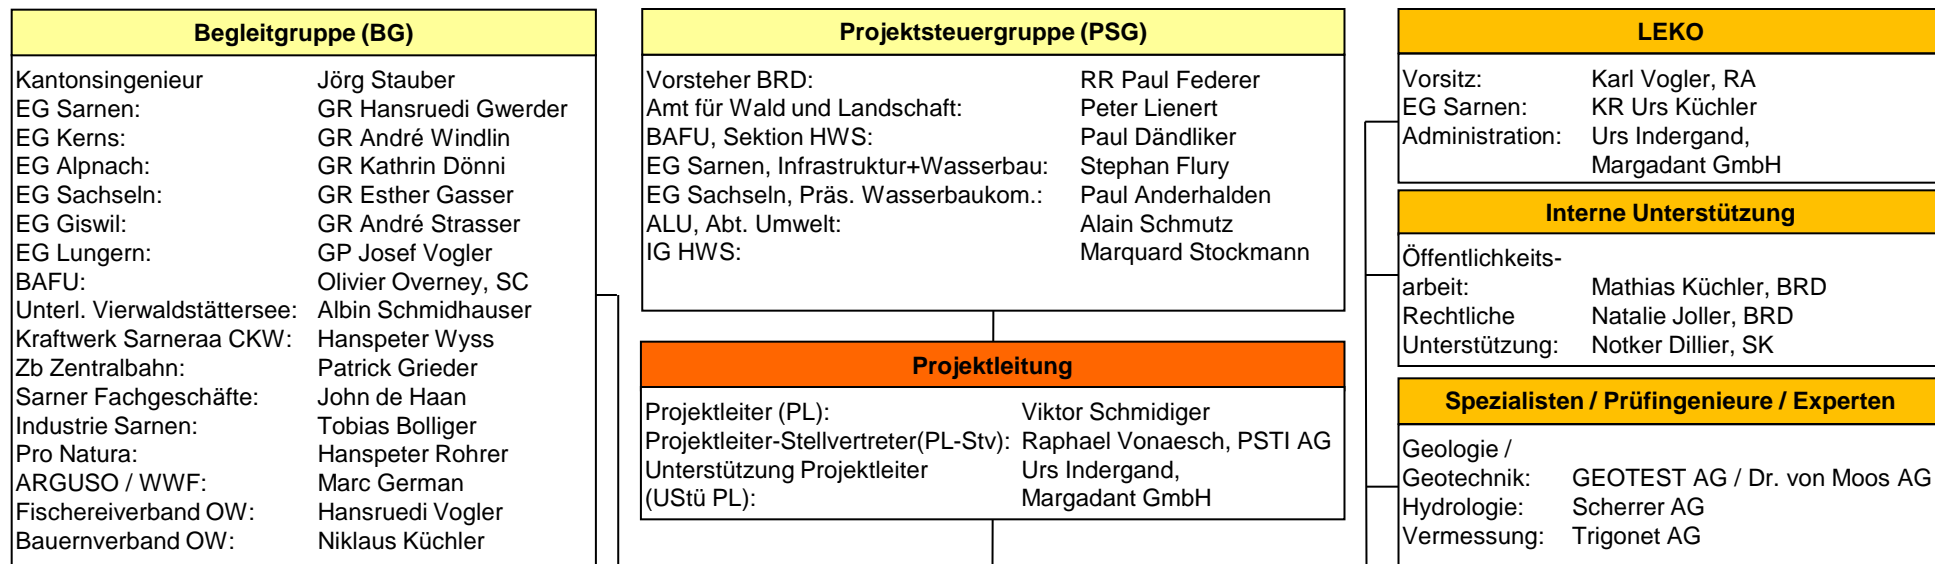 Begleitgruppe (BG)
Kantonsingenieur Jörg Stauber
EG Sarnen: GR Hansruedi Gwerder
EG Kerns: GR André Windlin
EG Alpnach: GR Kathrin Dönni
EG Sachseln: GR Esther Gasser
EG Giswil: GR André Strasser
EG Lungern: GP Josef Vogler
BAFU: Olivier Overney, SC
Unterl. Vierwaldstättersee: Albin Schmidhauser
Kraftwerk Sarneraa CKW: Hanspeter Wyss
Zb Zentralbahn: Patrick Grieder
Sarner Fachgeschäfte: John de Haan
Industrie Sarnen: Tobias Bolliger
Pro Natura: Hanspeter Rohrer
ARGUSO / WWF: Marc German
Fischereiverband OW: Hansruedi Vogler
Bauernverband OW: Niklaus Küchler
Projektsteuergruppe (PSG)
Vorsteher BRD: RR Paul Federer
Amt für Wald und Landschaft: Peter Lienert
BAFU, Sektion HWS: Paul Dändliker
EG Sarnen, Infrastruktur+Wasserbau: Stephan Flury
EG Sachseln, Präs. Wasserbaukom.: Paul Anderhalden
ALU, Abt. Umwelt: Alain Schmutz
IG HWS: Marquard Stockmann
Projektleitung
Projektleiter (PL): Viktor Schmidiger
Projektleiter-Stellvertreter(PL-Stv): Raphael Vonaesch, PSTI AG
Unterstützung Projektleiter Urs Indergand,
(UStü PL): Margadant GmbH
LEKO
Vorsitz: Karl Vogler, RA
EG Sarnen: KR Urs Küchler
Administration: Urs Indergand,
Margadant GmbH
Interne Unterstützung
Öffentlichkeits-
arbeit: Mathias Küchler, BRD
Rechtliche Natalie Joller, BRD
Unterstützung: Notker Dillier, SK
Spezialisten / Prüfingenieure / Experten
Geologie /
Geotechnik: GEOTEST AG / Dr. von Moos AG
Hydrologie: Scherrer AG
Vermessung: Trigonet AG